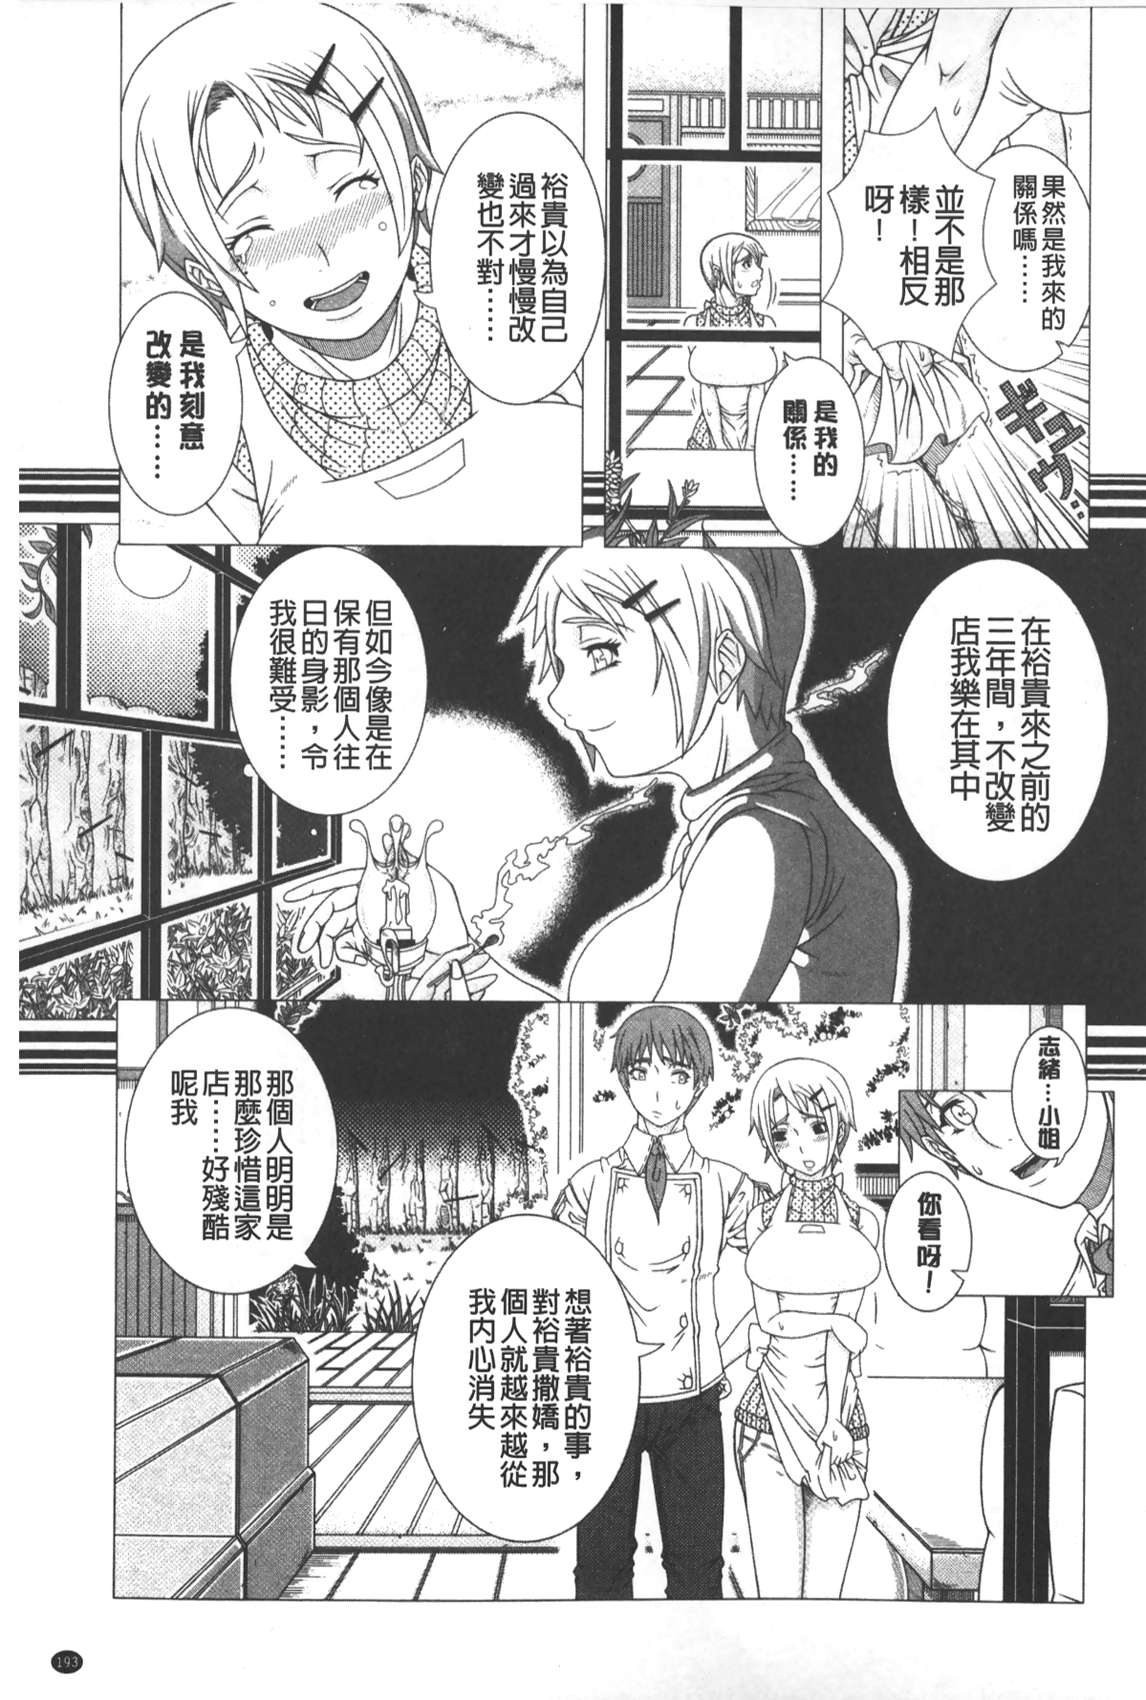 果然是我來的
關係嗎……
並不是那
樣！相反
呀！
ギュウ…
是我的
關係……
裕貴以為自己
過來才慢慢改
變也不對……
是我刻意
改變的……
在裕貴來之前的
三年間，不改變
店我樂在其中
但如今像是在
保有那個人往
日的身影，令
我很難受……
志緒…小姐
你看呀！
想著裕貴的事，
對裕貴撒嬌，那
個人就越來越從
我內心消失
那個人明明是
那麼珍惜這家
店……好殘酷
呢我
193